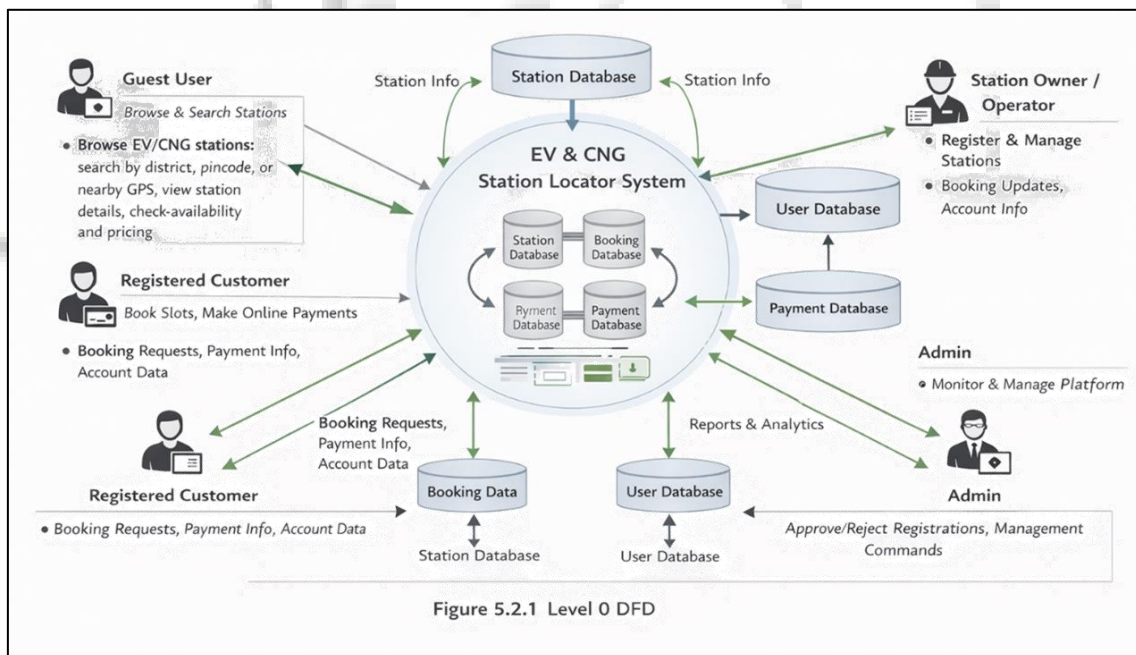 Guest User
Browse & Search Stations
Browse EV/CNG stations:
search by district, pincode, or
nearby GPS, view station
details, check-availability
and pricing
Station Info
Station Database
Station Info
Station Owner /
Operator
Register & Manage
Stations
Booking Updates,
Account Info
EV & CNG
Station Locator System
Station
Database
Booking
Database
Ryment
Database
Payment
Database
User Database
Payment Database
Registered Customer
Book Slots, Make Online Payments
Booking Requests, Payment Info,
Account Data
Admin
Monitor & Manage Platform
Booking Requests,
Payment Info,
Account Data
Reports & Analytics
Registered Customer
Booking Requests, Payment Info, Account Data
Booking Data
Station Database
User Database
User Database
Admin
Approve/Reject Registrations, Management
Commands
Figure 5.2.1 Level 0 DFD